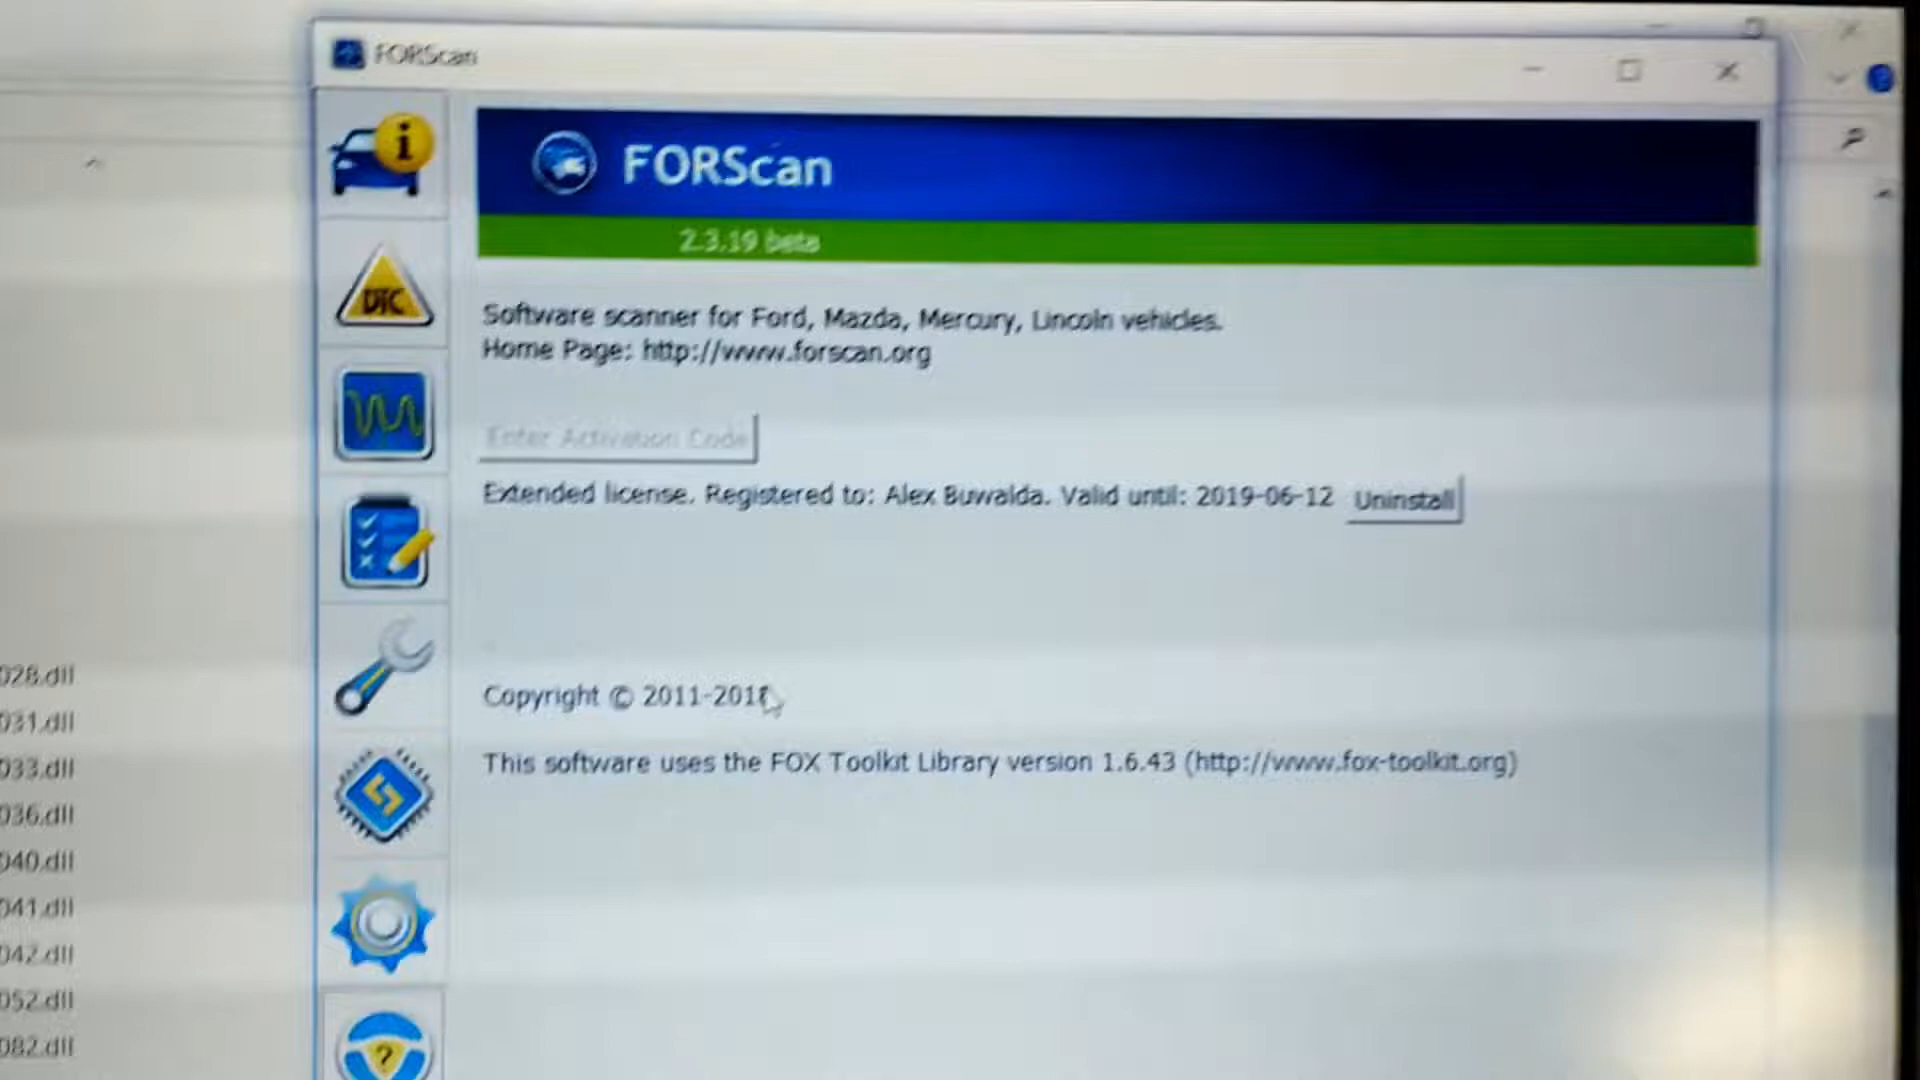 FORScan
DTC
FORScan
2.3.19 beta
Software scanner for Ford, Mazda, Mercury, Lincoln vehicles.
Home Page: http://www.forscan.org
Enter Activation Code
Extended license. Registered to: Alex Buwalda. Valid until: 2019-06-12
Uninstall
Copyright © 2011-2018
This software uses the FOX Toolkit Library version 1.6.43 (http://www.fox-toolkit.org)
028.dll
031.dll
033.dll
036.dll
040.dll
041.dll
042.dll
052.dll
082.dll